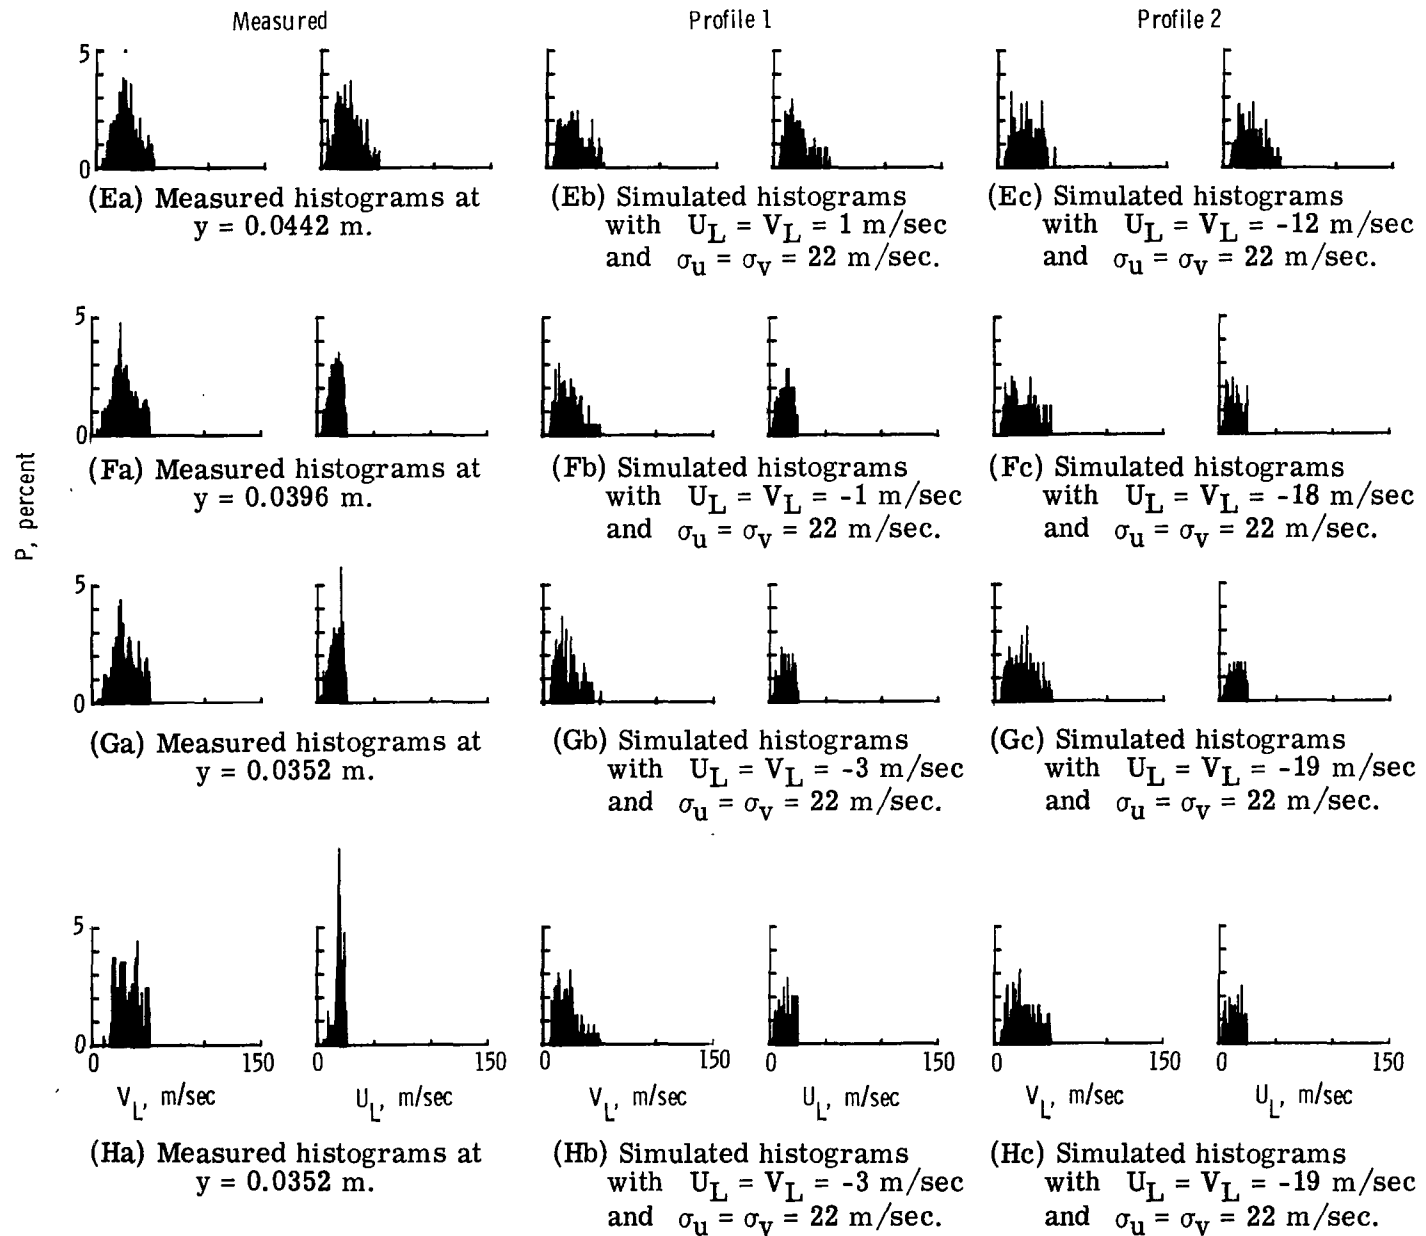 Measured
Profile 1
Profile 2
P, percent
5
0
(Ea) Measured histograms at
y = 0.0442 m.
(Eb) Simulated histograms
with U_L = V_L = 1 m/sec
and σ_u = σ_v = 22 m/sec.
(Ec) Simulated histograms
with U_L = V_L = -12 m/sec
and σ_u = σ_v = 22 m/sec.
5
0
(Fa) Measured histograms at
y = 0.0396 m.
(Fb) Simulated histograms
with U_L = V_L = -1 m/sec
and σ_u = σ_v = 22 m/sec.
(Fc) Simulated histograms
with U_L = V_L = -18 m/sec
and σ_u = σ_v = 22 m/sec.
5
0
(Ga) Measured histograms at
y = 0.0352 m.
(Gb) Simulated histograms
with U_L = V_L = -3 m/sec
and σ_u = σ_v = 22 m/sec.
(Gc) Simulated histograms
with U_L = V_L = -19 m/sec
and σ_u = σ_v = 22 m/sec.
5
0
0 150 0 150 0 150 0 150 0 150 0 150
V_L, m/sec U_L, m/sec V_L, m/sec U_L, m/sec V_L, m/sec U_L, m/sec
(Ha) Measured histograms at
y = 0.0352 m.
(Hb) Simulated histograms
with U_L = V_L = -3 m/sec
and σ_u = σ_v = 22 m/sec.
(Hc) Simulated histograms
with U_L = V_L = -19 m/sec
and σ_u = σ_v = 22 m/sec.